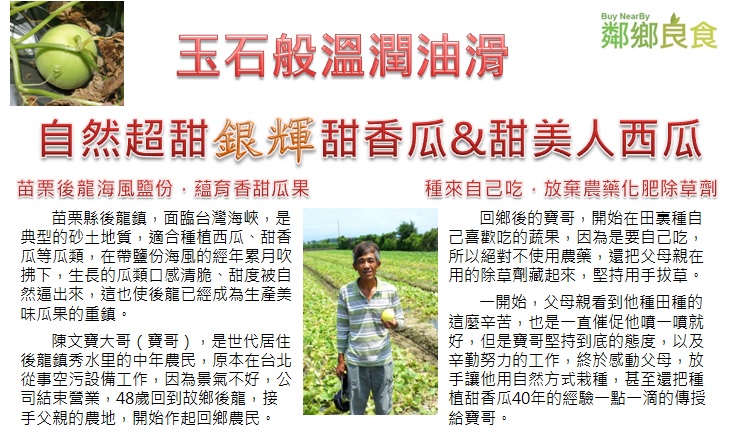 Buy NearBy
鄰鄉良食
玉石般溫潤油滑
自然超甜銀輝甜香瓜&甜美人西瓜
苗栗後龍海風鹽份，蘊育香甜瓜果
種來自己吃，放棄農藥化肥除草劑
苗栗縣後龍鎮，面臨台灣海峽，是
典型的砂土地質，適合種植西瓜、甜香
瓜等瓜類，在帶鹽份海風的經年累月吹
拂下，生長的瓜類口感清脆、甜度被自
然逼出來，這也使後龍已經成為生產美
味瓜果的重鎮。
陳文寶大哥（寶哥），是世代居住
後龍鎮秀水里的中年農民，原本在台北
從事空污設備工作，因為景氣不好，公
司結束營業，48歲回到故鄉後龍，接
手父親的農地，開始作起回鄉農民。
回鄉後的寶哥，開始在田裏種自
己喜歡吃的蔬果，因為是要自己吃，
所以絕對不使用農藥，還把父母親在
用的除草劑藏起來，堅持用手拔草。
一開始，父母親看到他種田種的
這麼辛苦，也是一直催促他噴一噴就
好，但是寶哥堅持到底的態度，以及
辛勤努力的工作，終於感動父母，放
手讓他用自然方式栽種，甚至還把種
植甜香瓜40年的經驗一點一滴的傳授
給寶哥。